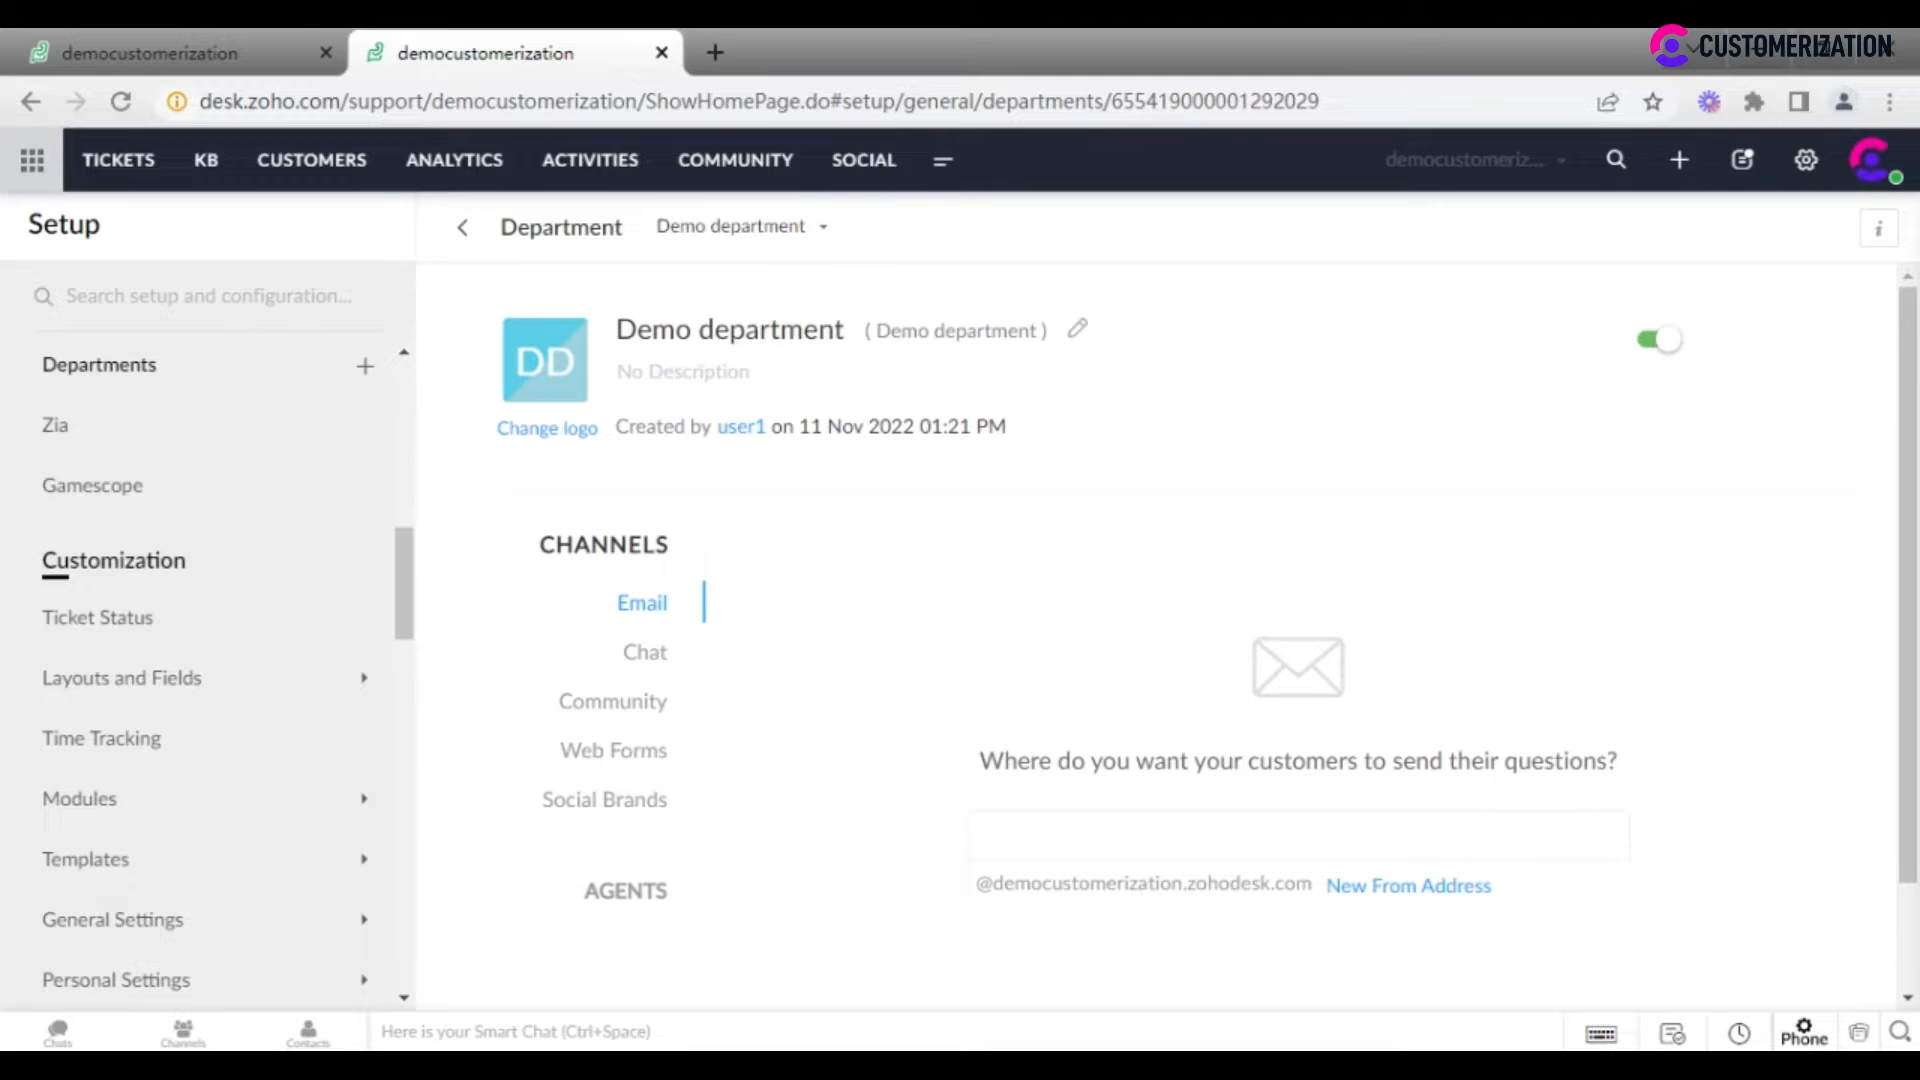 democustomerization
democustomerization
CUSTOMERIZATION
desk.zoho.com/support/democustomerization/ShowHomePage.do#setup/general/departments/655419000001292029
TICKETS KB CUSTOMERS ANALYTICS ACTIVITIES COMMUNITY SOCIAL democustomeriz...
Setup
Department Demo department
i
Search setup and configuration...
Departments
Zia
Gamescope
Customization
Ticket Status
Layouts and Fields
Time Tracking
Modules
Templates
General Settings
Personal Settings
DD
Demo department ( Demo department )
No Description
Change logo
Created by user1 on 11 Nov 2022 01:21 PM
CHANNELS
Email
Chat
Community
Web Forms
Social Brands
AGENTS
Where do you want your customers to send their questions?
@democustomerization.zohodesk.com New From Address
Chats Channels Contacts
Here is your Smart Chat (Ctrl+Space)
Phone